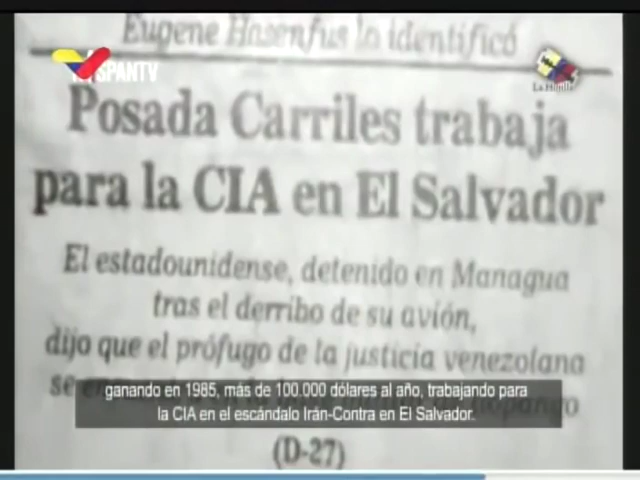 Eugene Hasenfus lo identificó
SPANTV
Posada Carriles trabaja
para la CIA en El Salvador
El estadounidense, detenido en Managua
tras el derribo de su avión,
dijo que el prófugo de la justicia venezolana
se
ganando en 1985, más de 100.000 dólares al año, trabajando para
la CIA en el escándalo Irán-Contra en El Salvador.
(D-27)